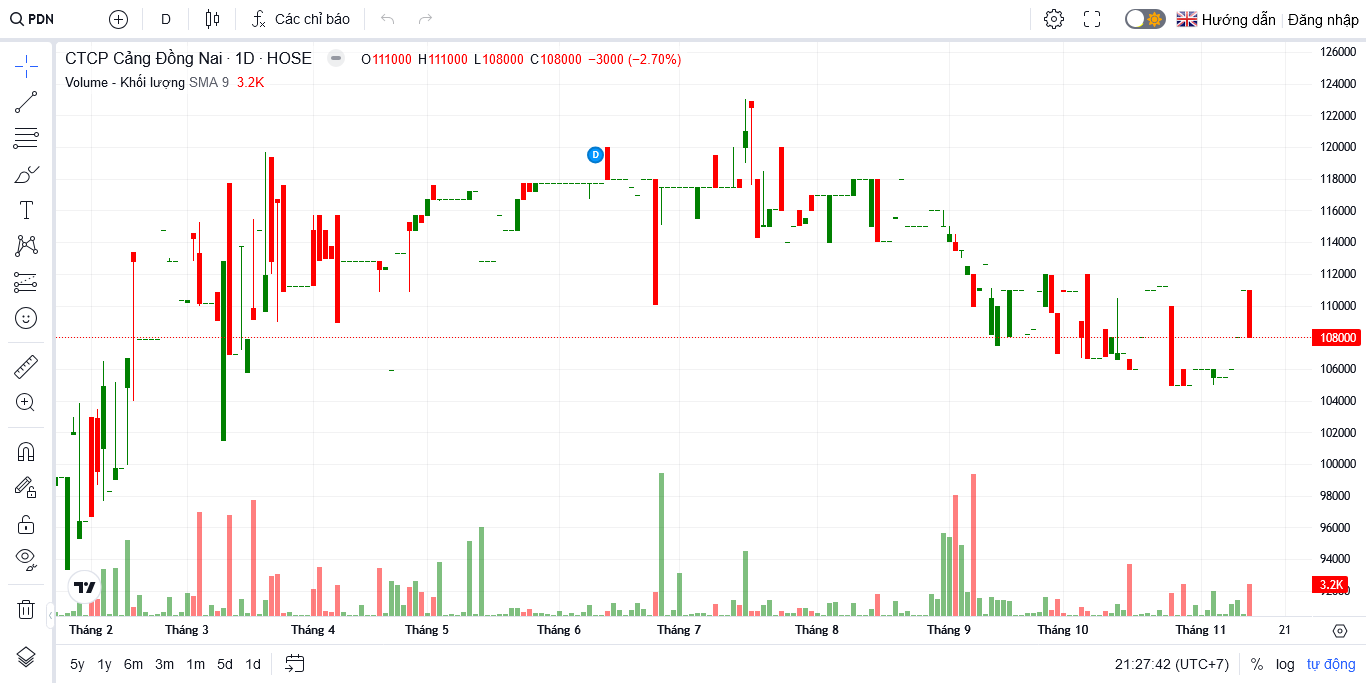 PDN D Các chỉ báo Hướng dẫn Đăng nhập
CTCP Cảng Đồng Nai · 1D · HOSE O111000 H111000 L108000 C108000 −3000 (−2.70%)
Volume - Khối lượng SMA 9 3.2K
126000
124000
122000
120000
118000
116000
114000
112000
110000
108000
106000
104000
102000
100000
98000
96000
94000
3.2K
D
Tháng 2 Tháng 3 Tháng 4 Tháng 5 Tháng 6 Tháng 7 Tháng 8 Tháng 9 Tháng 10 Tháng 11 21
5y 1y 6m 3m 1m 5d 1d 21:27:42 (UTC+7) % log tự động